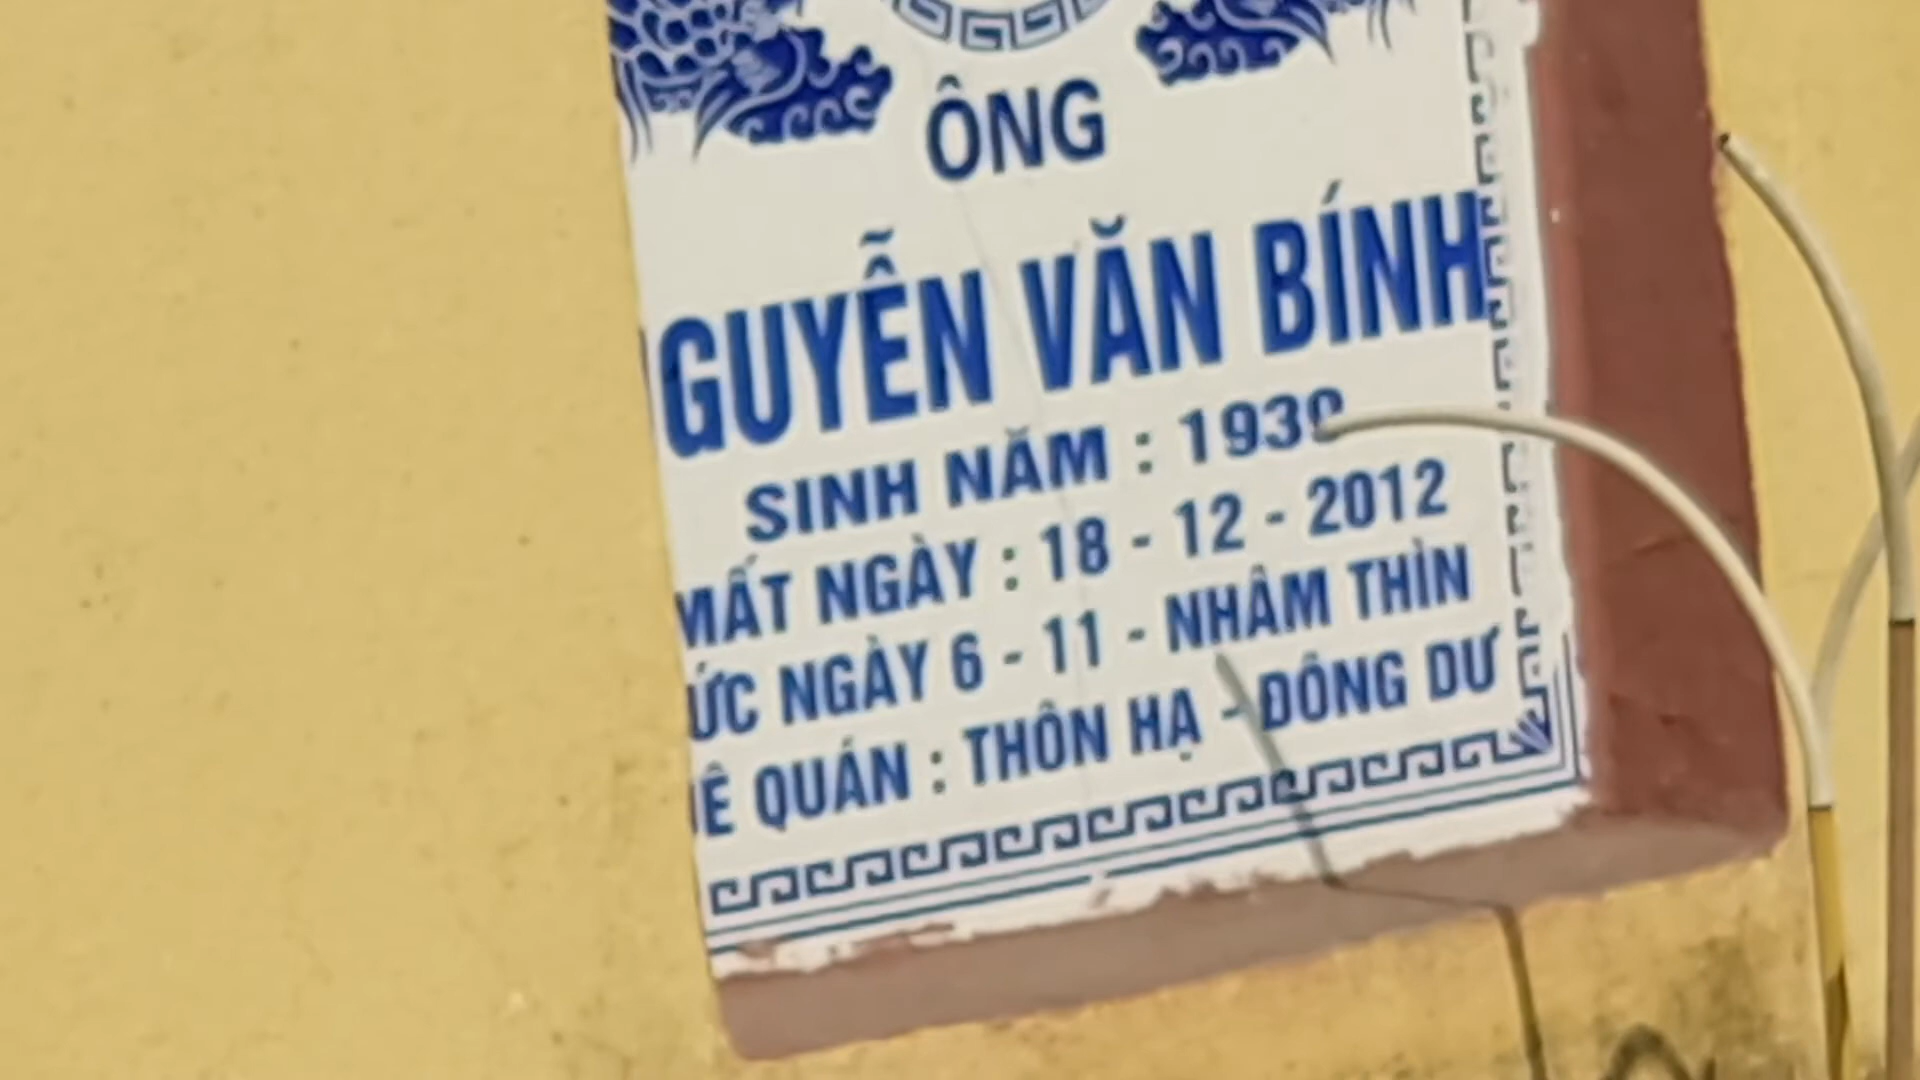 ÔNG
GUYỄN VĂN BÍNH
SINH NĂM : 1939
MẤT NGÀY : 18 - 12 - 2012
ỨC NGÀY 6 - 11 - NHÂM THÌN
Ê QUÁN : THÔN HẠ - ĐÔNG DƯ